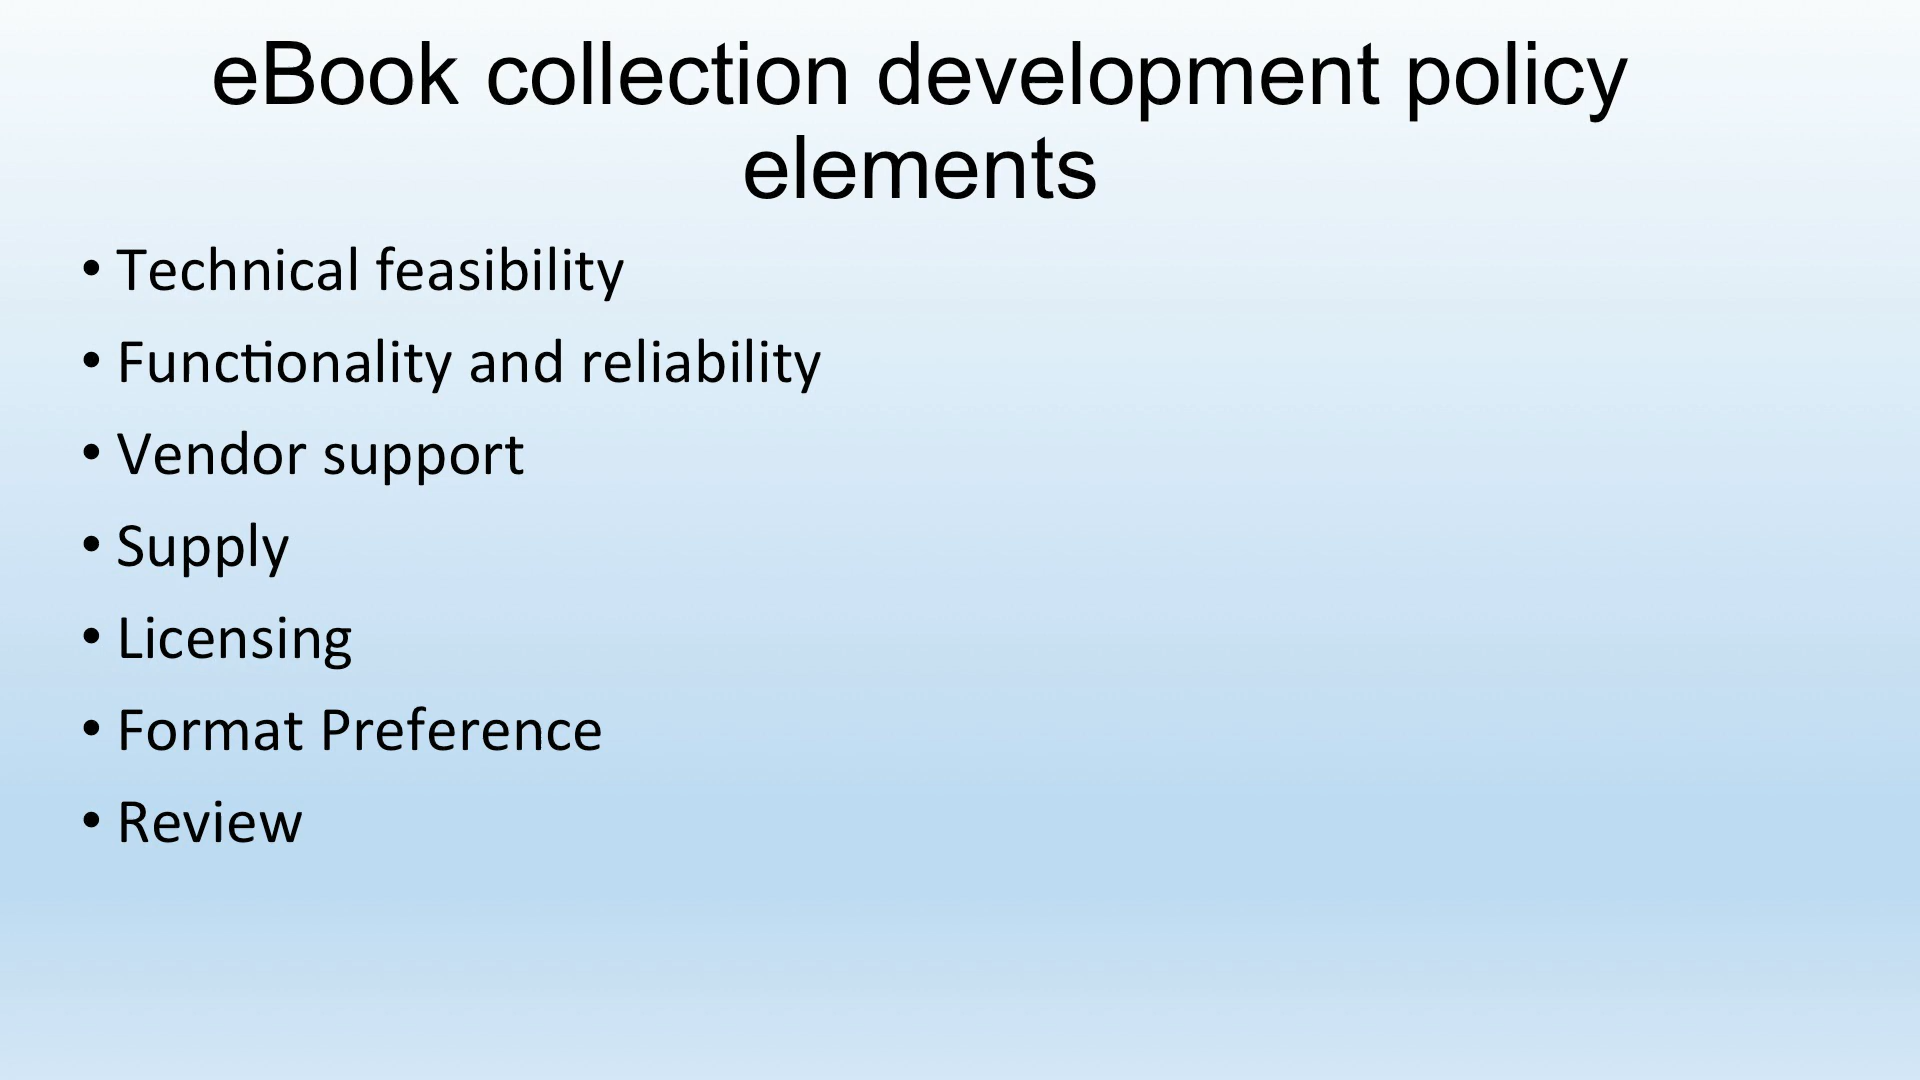 eBook collection development policy
elements
• Technical feasibility
• Functionality and reliability
• Vendor support
• Supply
• Licensing
• Format Preference
• Review